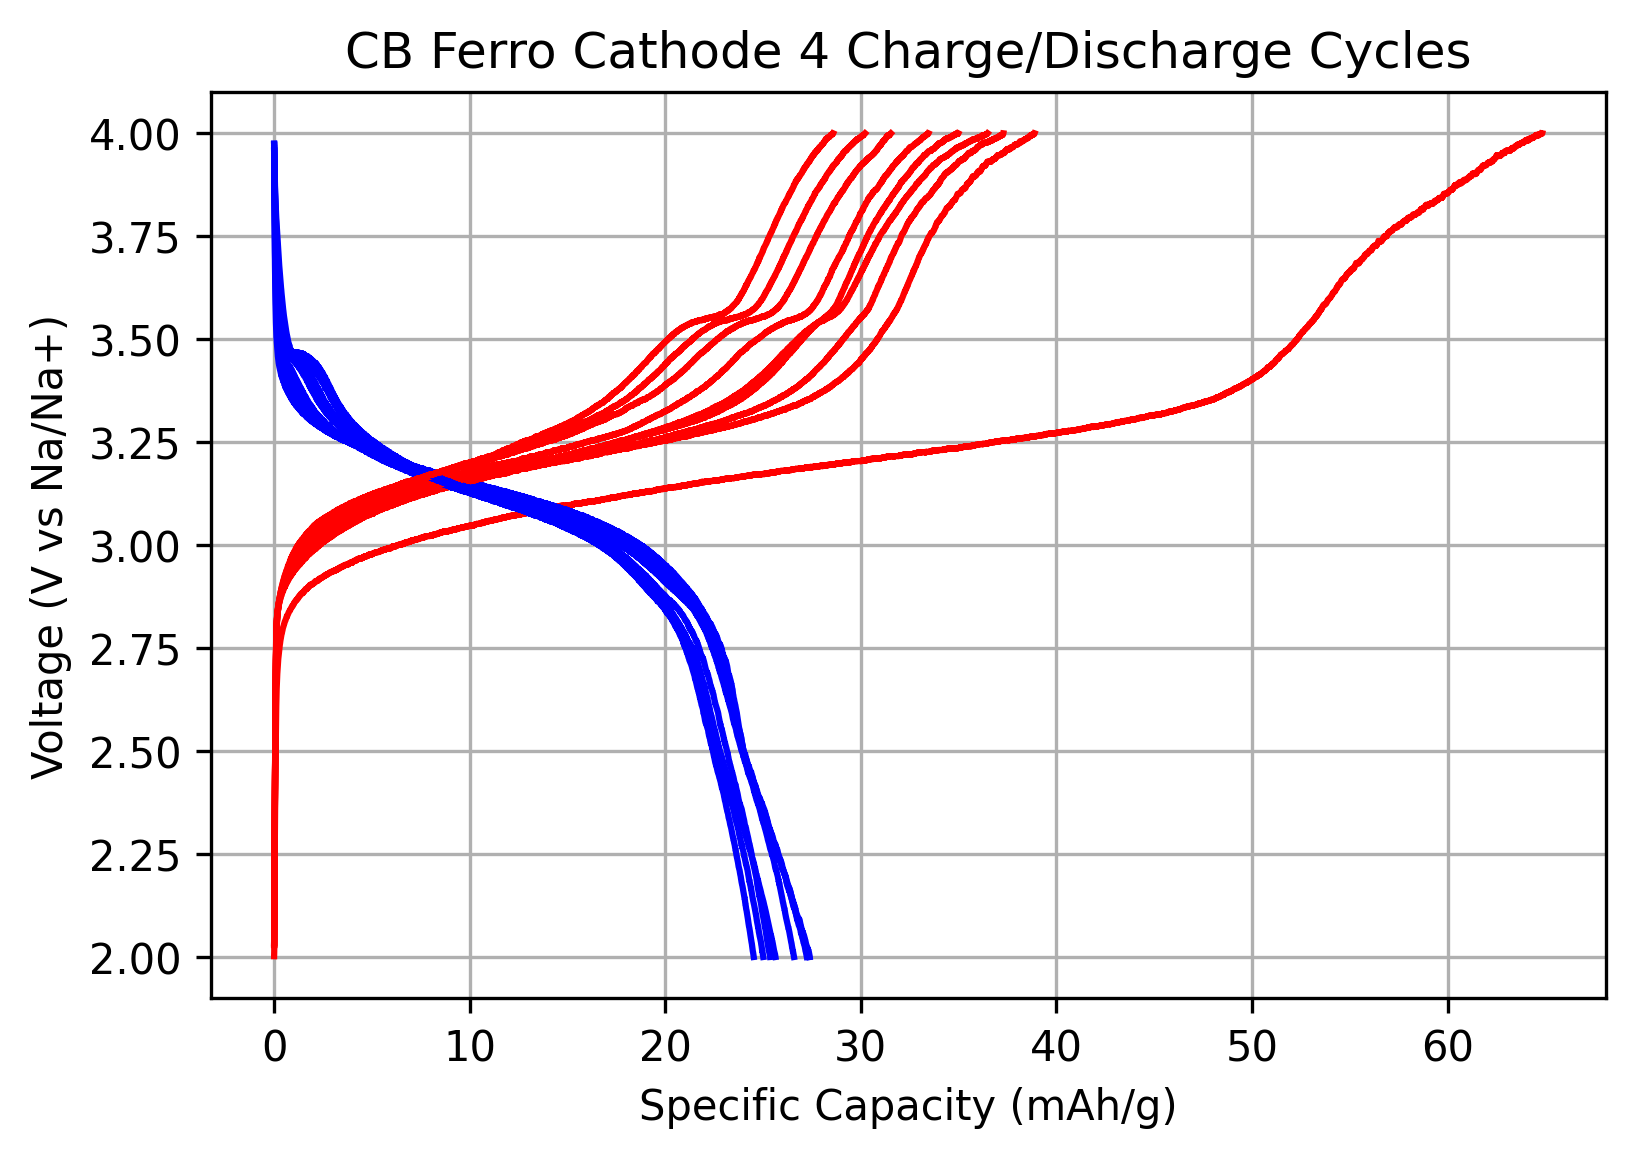 CB Ferro Cathode 4 Charge/Discharge Cycles
Voltage (V vs Na/Na+)
4.00
3.75
3.50
3.25
3.00
2.75
2.50
2.25
2.00
0 10 20 30 40 50 60
Specific Capacity (mAh/g)